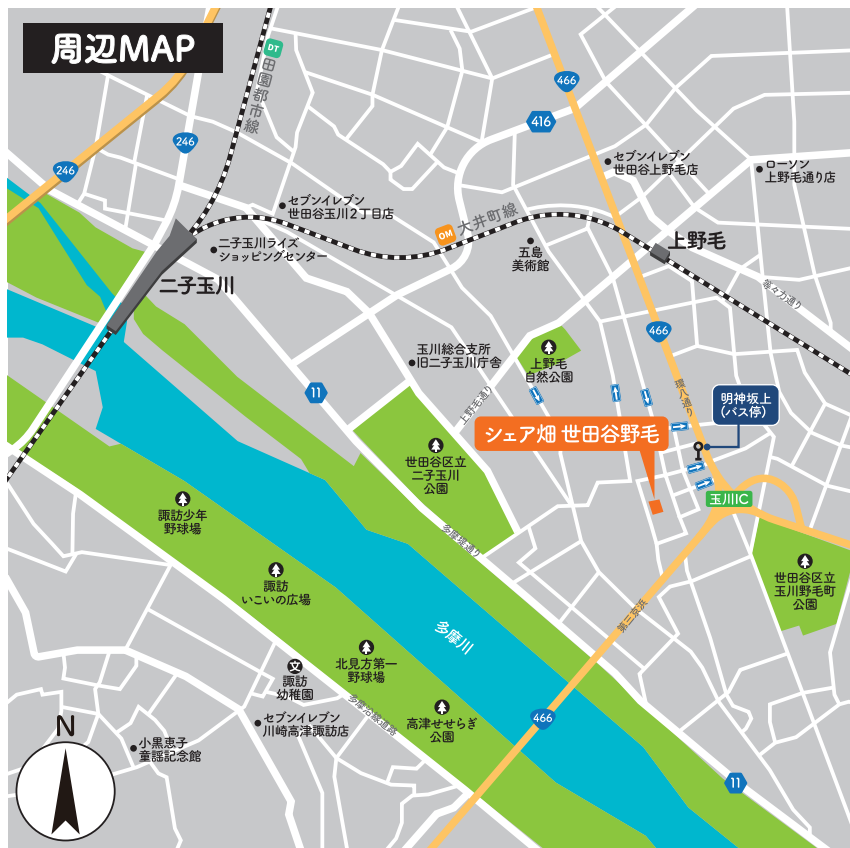 周辺MAP
DT
田園都市線
466
246
416
246
セブンイレブン
世田谷上野毛店
ローソン
上野毛通り店
セブンイレブン
世田谷玉川2丁目店
OM
大井町線
二子玉川ライズ
ショッピングセンター
五島
美術館
上野毛
二子玉川
等々力通り
466
玉川総合支所
旧二子玉川庁舎
上野毛
自然公園
11
上野毛通り
環八通り
明神坂上
（バス停）
シェア畑 世田谷野毛
世田谷区立
二子玉川
公園
玉川IC
諏訪少年
野球場
多摩堤通り
諏訪
いこいの広場
世田谷区立
玉川野毛町
公園
第三京浜
多摩川
北見方第一
野球場
文
諏訪
幼稚園
多摩沿線道路
高津せせらぎ
公園
セブンイレブン
川崎高津諏訪店
466
N
小黒恵子
童謡記念館
11